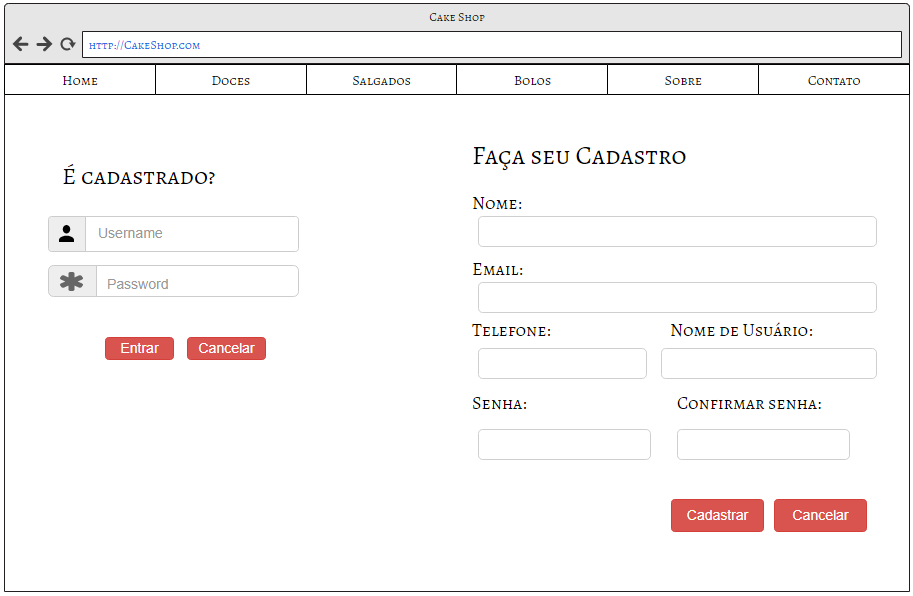 Cake Shop
http://CakeShop.com
Home Doces Salgados Bolos Sobre Contato
É cadastrado?
Username
Password
Entrar Cancelar
Faça seu Cadastro
Nome:
Email:
Telefone: Nome de Usuário:
Senha: Confirmar senha:
Cadastrar Cancelar